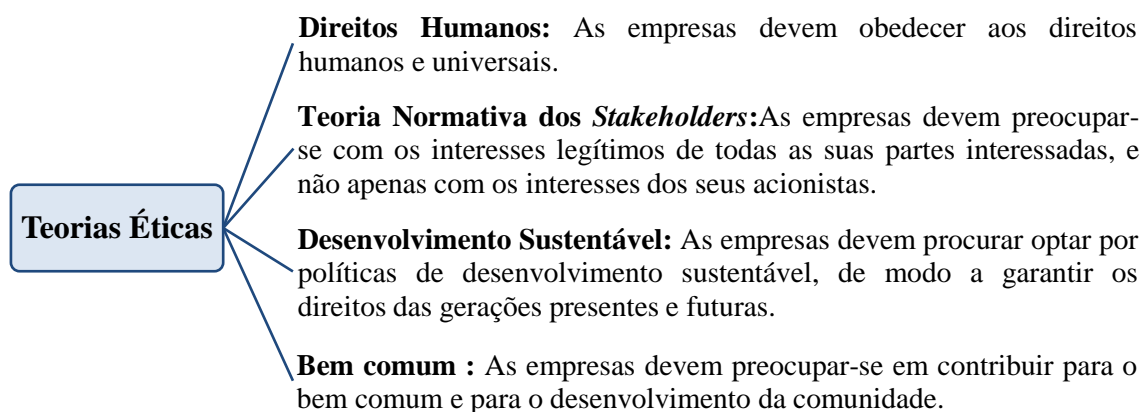 Direitos Humanos: As empresas devem obedecer aos direitos
humanos e universais.
Teoria Normativa dos Stakeholders:As empresas devem preocupar-
se com os interesses legítimos de todas as suas partes interessadas, e
não apenas com os interesses dos seus acionistas.
Teorias Éticas
Desenvolvimento Sustentável: As empresas devem procurar optar por
políticas de desenvolvimento sustentável, de modo a garantir os
direitos das gerações presentes e futuras.
Bem comum : As empresas devem preocupar-se em contribuir para o
bem comum e para o desenvolvimento da comunidade.